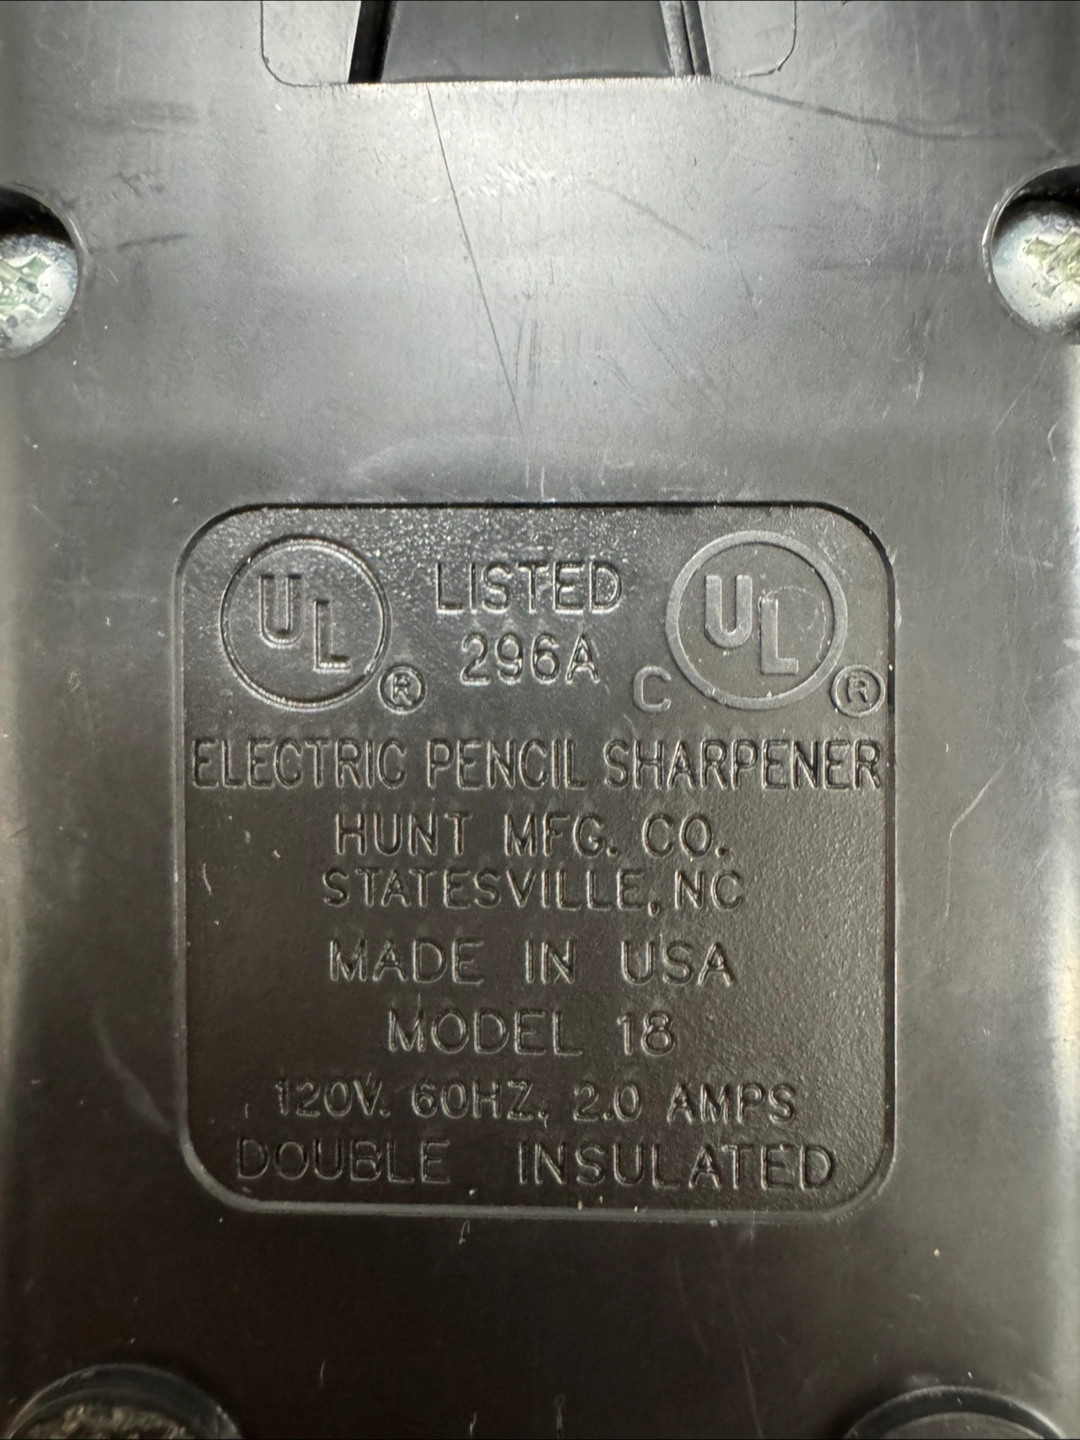 UL® LISTED C UL®
296A
ELECTRIC PENCIL SHARPENER
HUNT MFG. CO.
STATESVILLE, NC
MADE IN USA
MODEL 18
120V. 60HZ, 2.0 AMPS
DOUBLE INSULATED